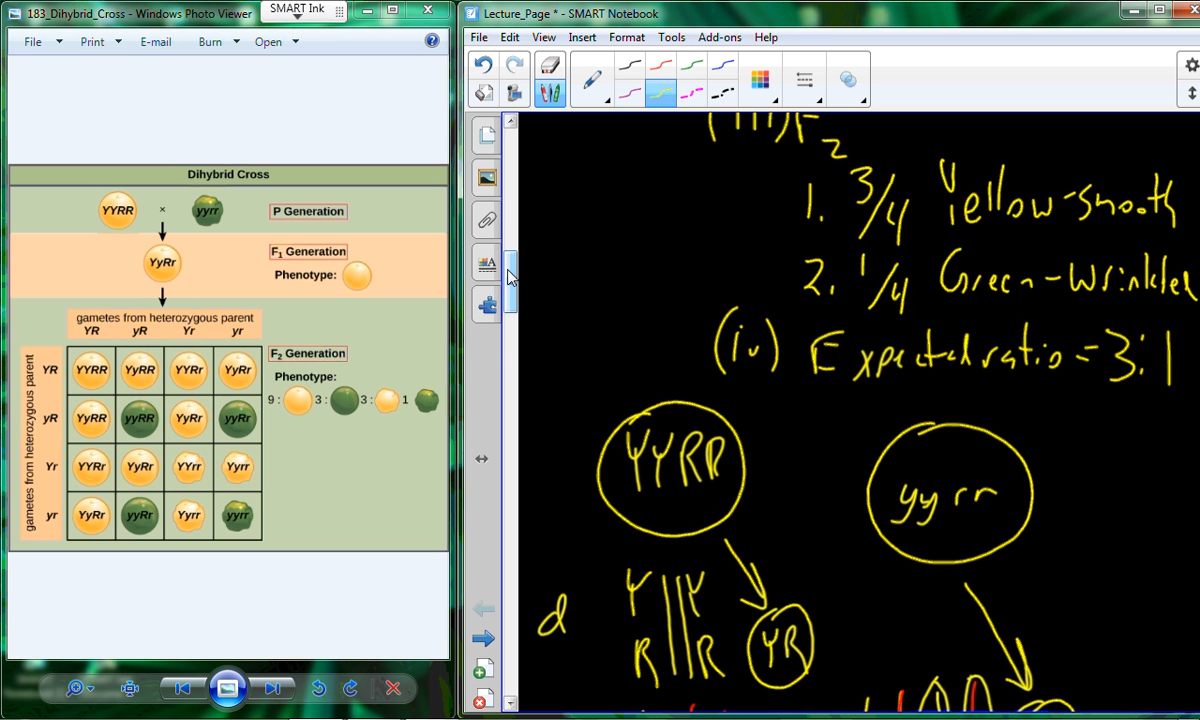 183_Dihybrid_Cross - Windows Photo Viewer
SMART Ink
File Print E-mail Burn Open
Dihybrid Cross
YYRR × yyrr P Generation
F1 Generation
YyRr
Phenotype:
gametes from heterozygous parent
YR yR Yr yr
gametes from heterozygous parent
F2 Generation
YR YYRR YyRR YYRr YyRr
Phenotype:
9 : 3 : 3 : 1
yR YyRR yyRR YyRr yyRr
Yr YYRr YyRr YYrr Yyrr
yr YyRr yyRr Yyrr yyrr
Lecture_Page * - SMART Notebook
File Edit View Insert Format Tools Add-ons Help
(iii) F2
1. 3/4 Yellow-smooth
2. 1/4 Green-wrinkled
(iv) Expected ratio = 3:1
YYRR yyrr
Y Y
d
R R YR